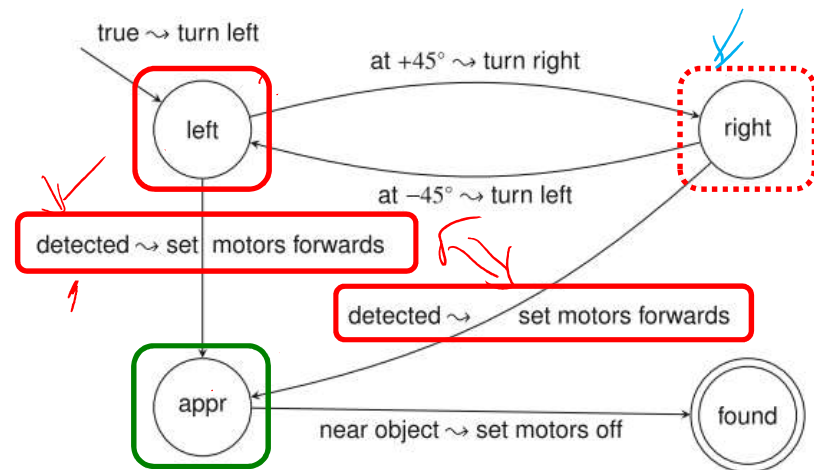 true ⤳ turn left
at +45° ⤳ turn right
left
right
at −45° ⤳ turn left
detected ⤳ set motors forwards
detected ⤳ set motors forwards
appr
found
near object ⤳ set motors off